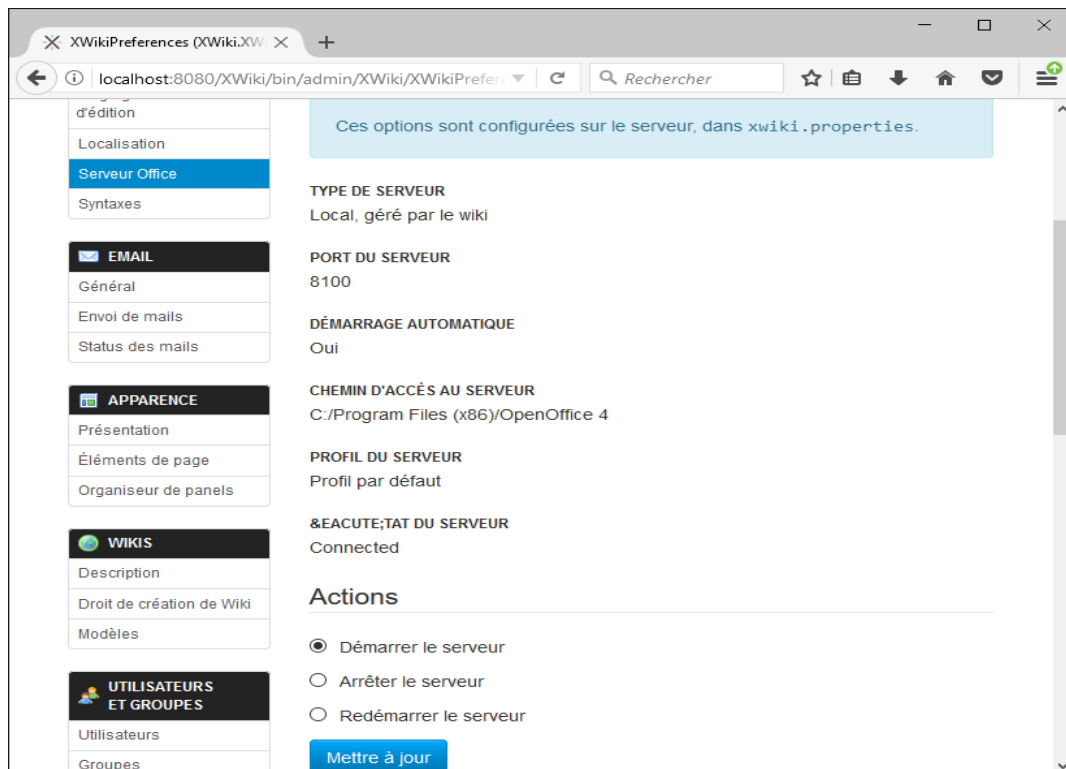 XWikiPreferences (XWiki.XW
localhost:8080/XWiki/bin/admin/XWiki/XWikiPrefere
Rechercher
d'édition
Localisation
Serveur Office
Syntaxes
EMAIL
Général
Envoi de mails
Status des mails
APPARENCE
Présentation
Éléments de page
Organiseur de panels
WIKIS
Description
Droit de création de Wiki
Modèles
UTILISATEURS
ET GROUPES
Utilisateurs
Groupes
Ces options sont configurées sur le serveur, dans xwiki.properties.
TYPE DE SERVEUR
Local, géré par le wiki
PORT DU SERVEUR
8100
DÉMARRAGE AUTOMATIQUE
Oui
CHEMIN D'ACCÈS AU SERVEUR
C:/Program Files (x86)/OpenOffice 4
PROFIL DU SERVEUR
Profil par défaut
&EACUTE;TAT DU SERVEUR
Connected
Actions
Démarrer le serveur
Arrêter le serveur
Redémarrer le serveur
Mettre à jour